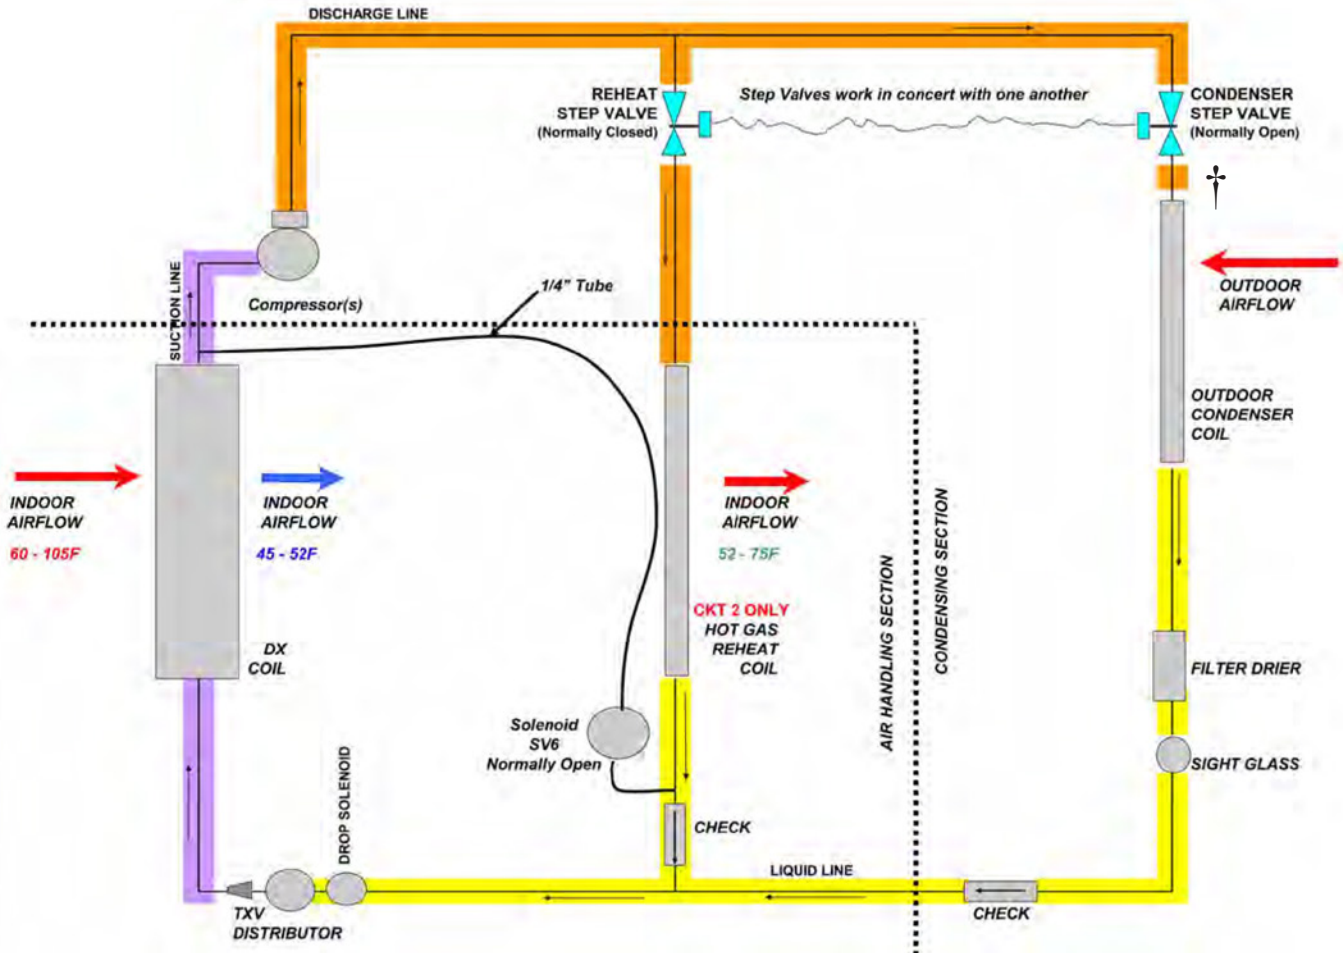 DISCHARGE LINE
REHEAT
STEP VALVE
(Normally Closed)
Step Valves work in concert with one another
CONDENSER
STEP VALVE
(Normally Open)
†
SUCTION LINE
Compressor(s)
1/4" Tube
OUTDOOR
AIRFLOW
OUTDOOR
CONDENSER
COIL
INDOOR
AIRFLOW
60 - 105F
INDOOR
AIRFLOW
45 - 52F
INDOOR
AIRFLOW
52 - 75F
CKT 2 ONLY
HOT GAS
REHEAT
COIL
DX
COIL
AIR HANDLING SECTION
CONDENSING SECTION
FILTER DRIER
Solenoid
SV6
Normally Open
SIGHT GLASS
DROP SOLENOID
CHECK
LIQUID LINE
TXV
DISTRIBUTOR
CHECK